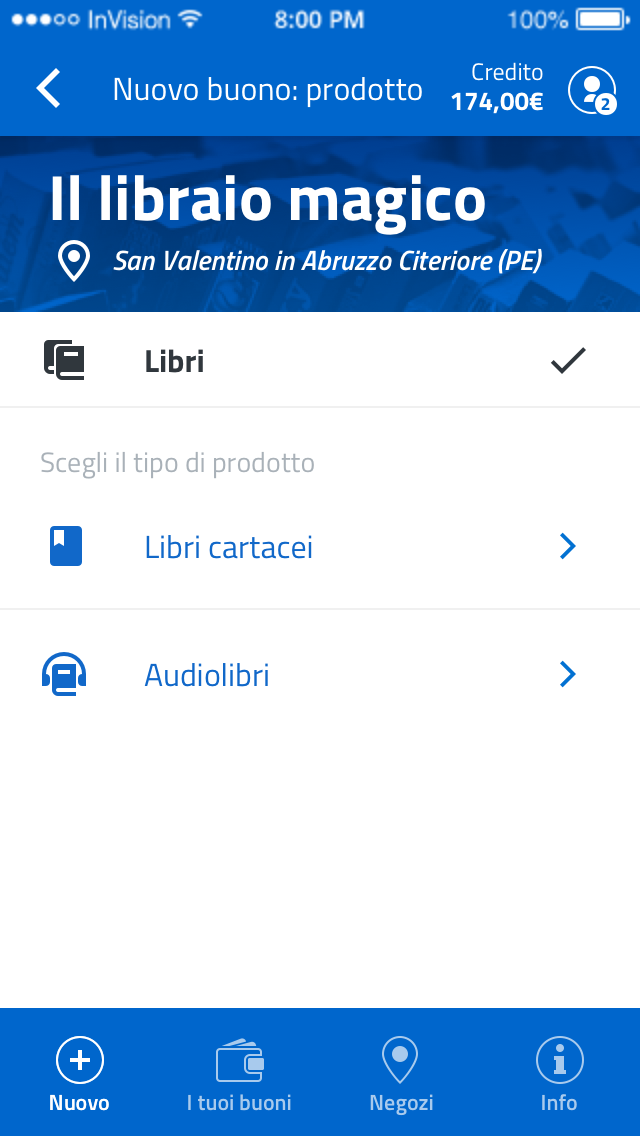 InVision 8:00 PM 100%
Nuovo buono: prodotto
Credito
174,00€
2
Il libraio magico
San Valentino in Abruzzo Citeriore (PE)
Libri
Scegli il tipo di prodotto
Libri cartacei
Audiolibri
Nuovo I tuoi buoni Negozi Info